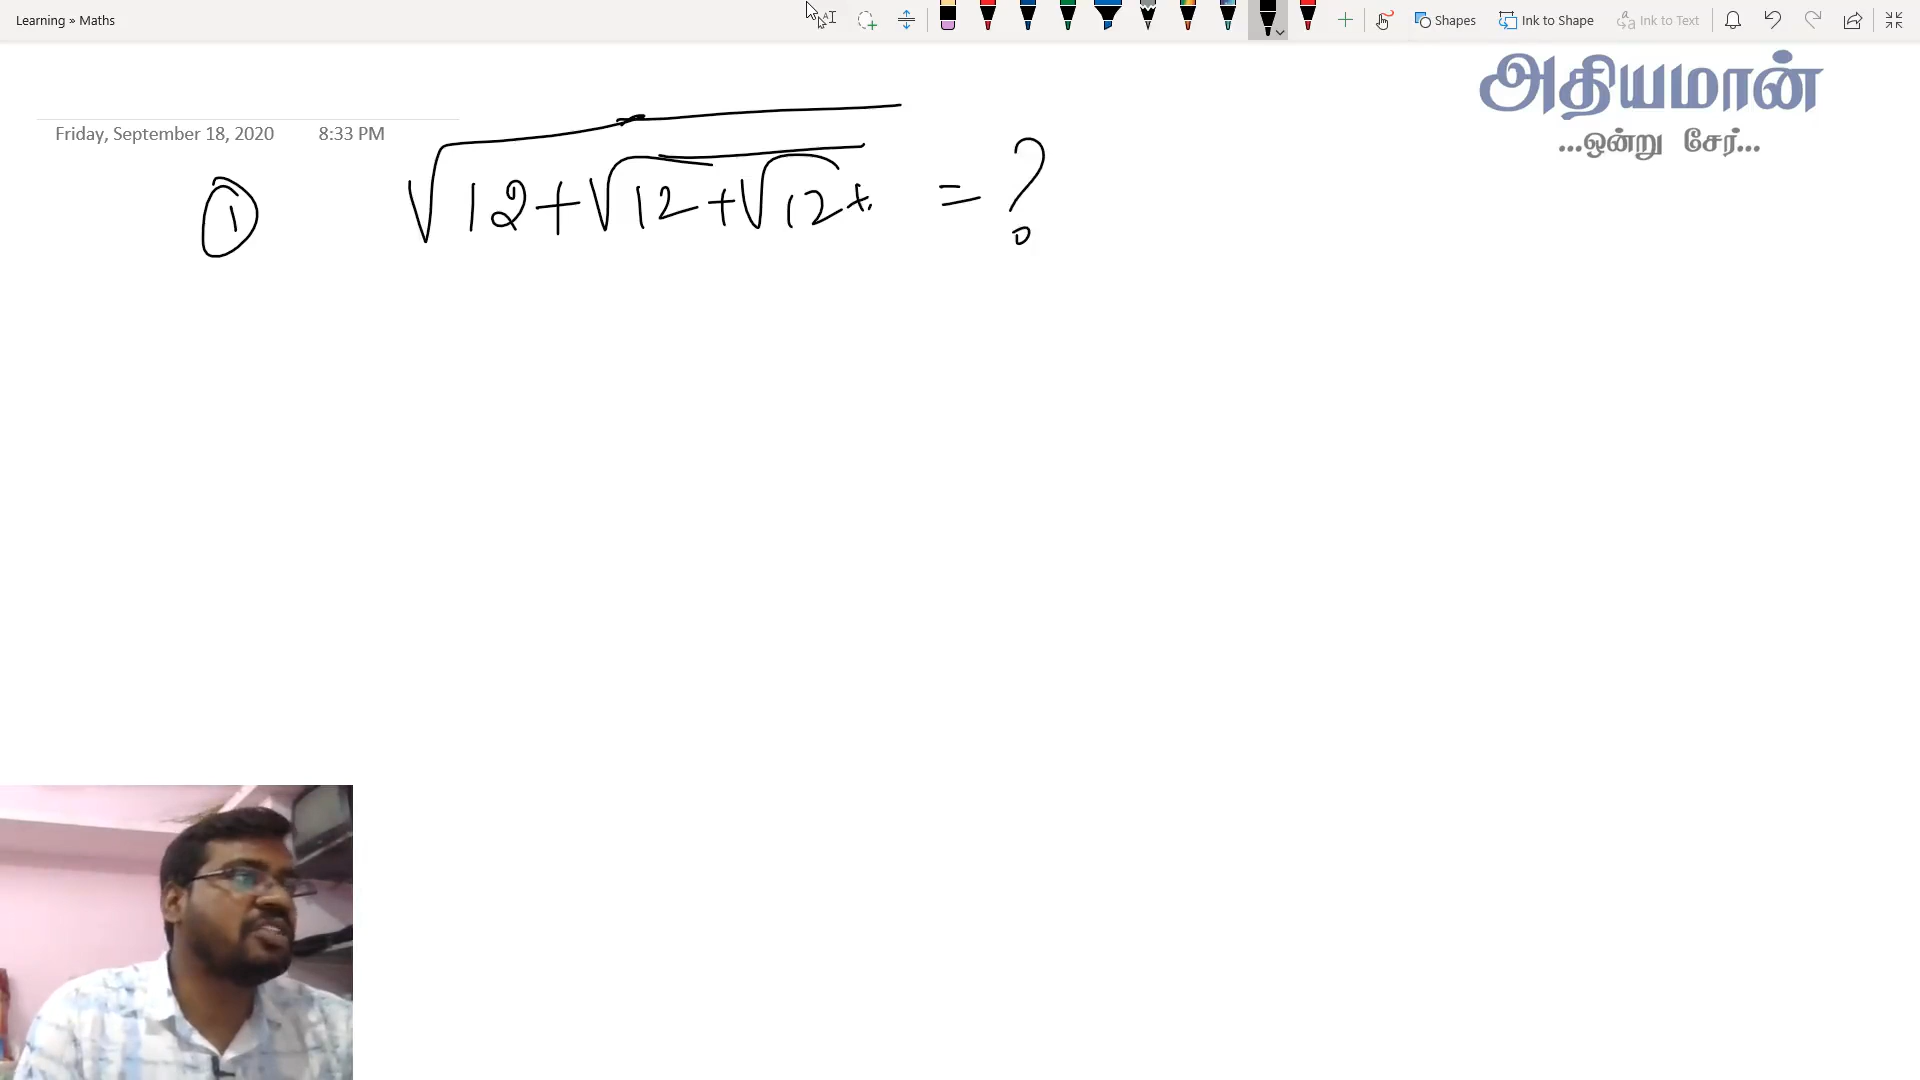 Learning » Maths
Shapes
Ink to Shape
Ink to Text
அதியமான்
...ஒன்று சேர்...
Friday, September 18, 2020 8:33 PM
① √12+√12+√12+. = ?